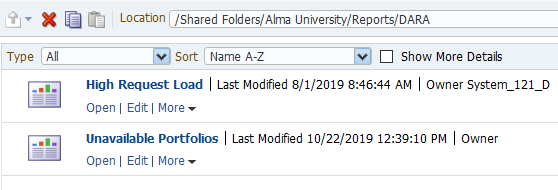 Location /Shared Folders/Alma University/Reports/DARA
Type All Sort Name A-Z Show More Details
High Request Load | Last Modified 8/1/2019 8:46:44 AM | Owner System_121_D
Open | Edit | More
Unavailable Portfolios | Last Modified 10/22/2019 12:39:10 PM | Owner
Open | Edit | More